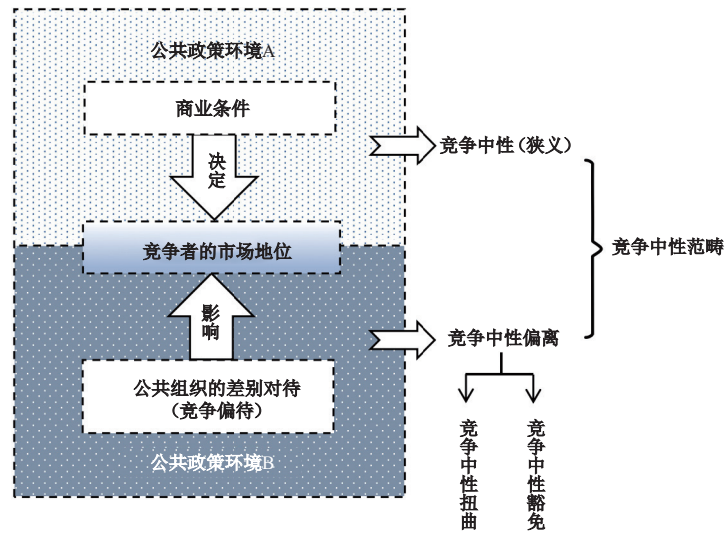 公共政策环境A
商业条件
决定
竞争中性(狭义)
竞争者的市场地位
竞争中性范畴
影响
竞争中性偏离
公共组织的差别对待
(竞争偏待)
公共政策环境B
竞争中性扭曲
竞争中性豁免